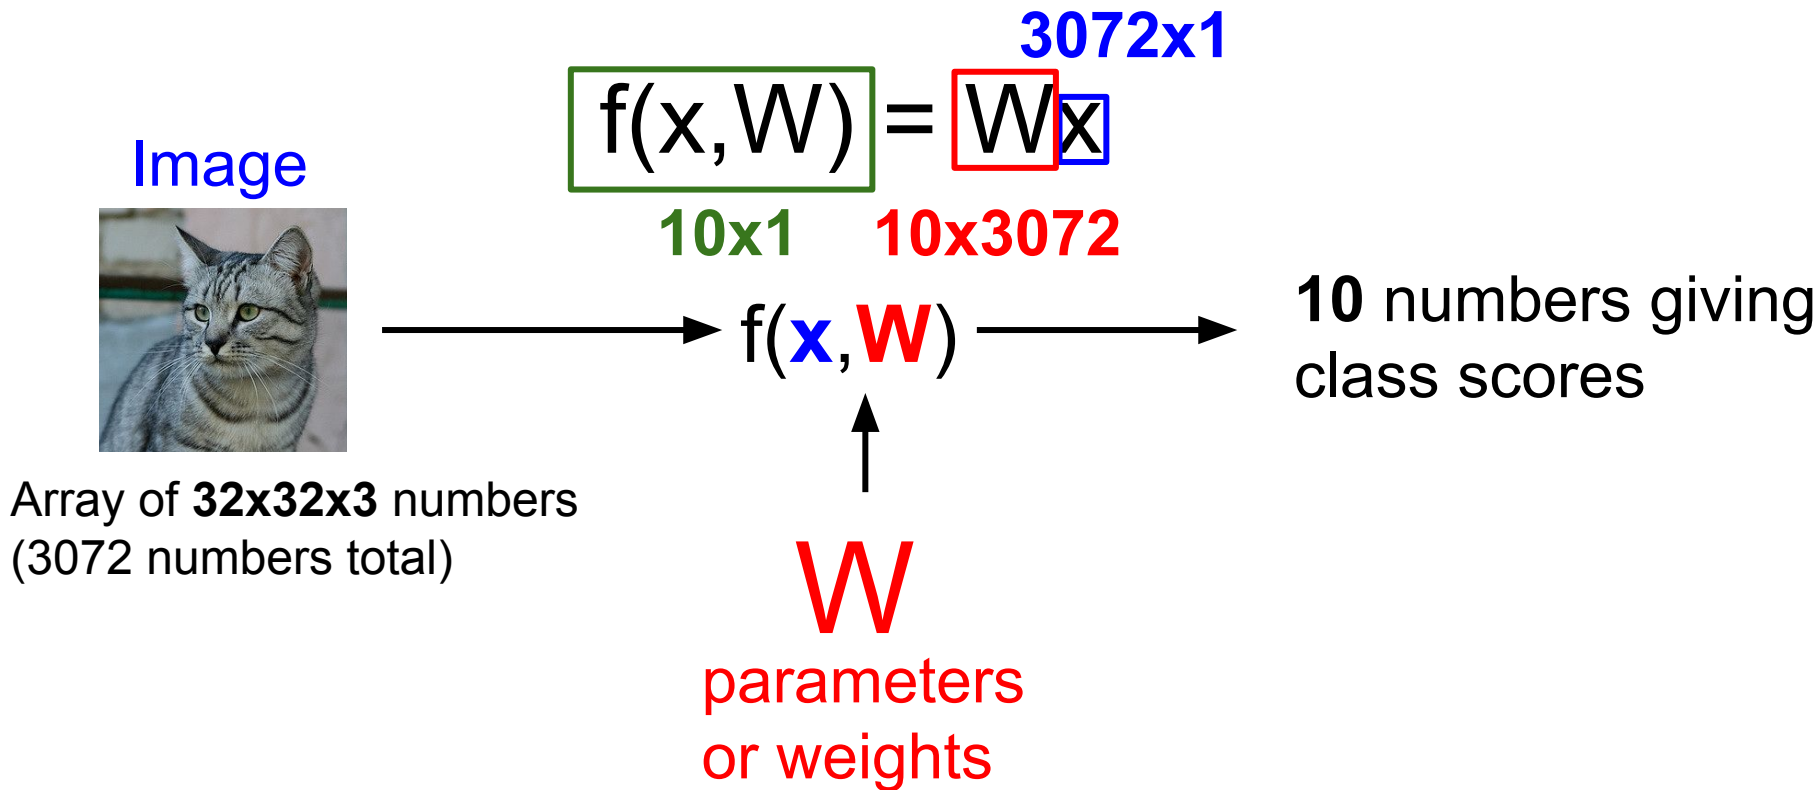 3072x1
f(x,W) = Wx
Image
10x1 10x3072
f(x,W)
10 numbers giving
class scores
Array of 32x32x3 numbers
(3072 numbers total)
W
parameters
or weights